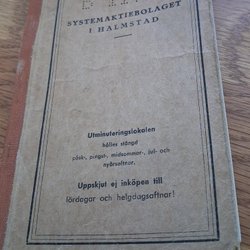 SYSTEMAKTIEBOLAGET
I HALMSTAD
Utminuteringslokalen
hålles stängd
påsk-, pingst-, midsommar-, jul- och
nyårsaftnar.
Uppskjut ej inköpen till
lördagar och helgdagsaftnar!